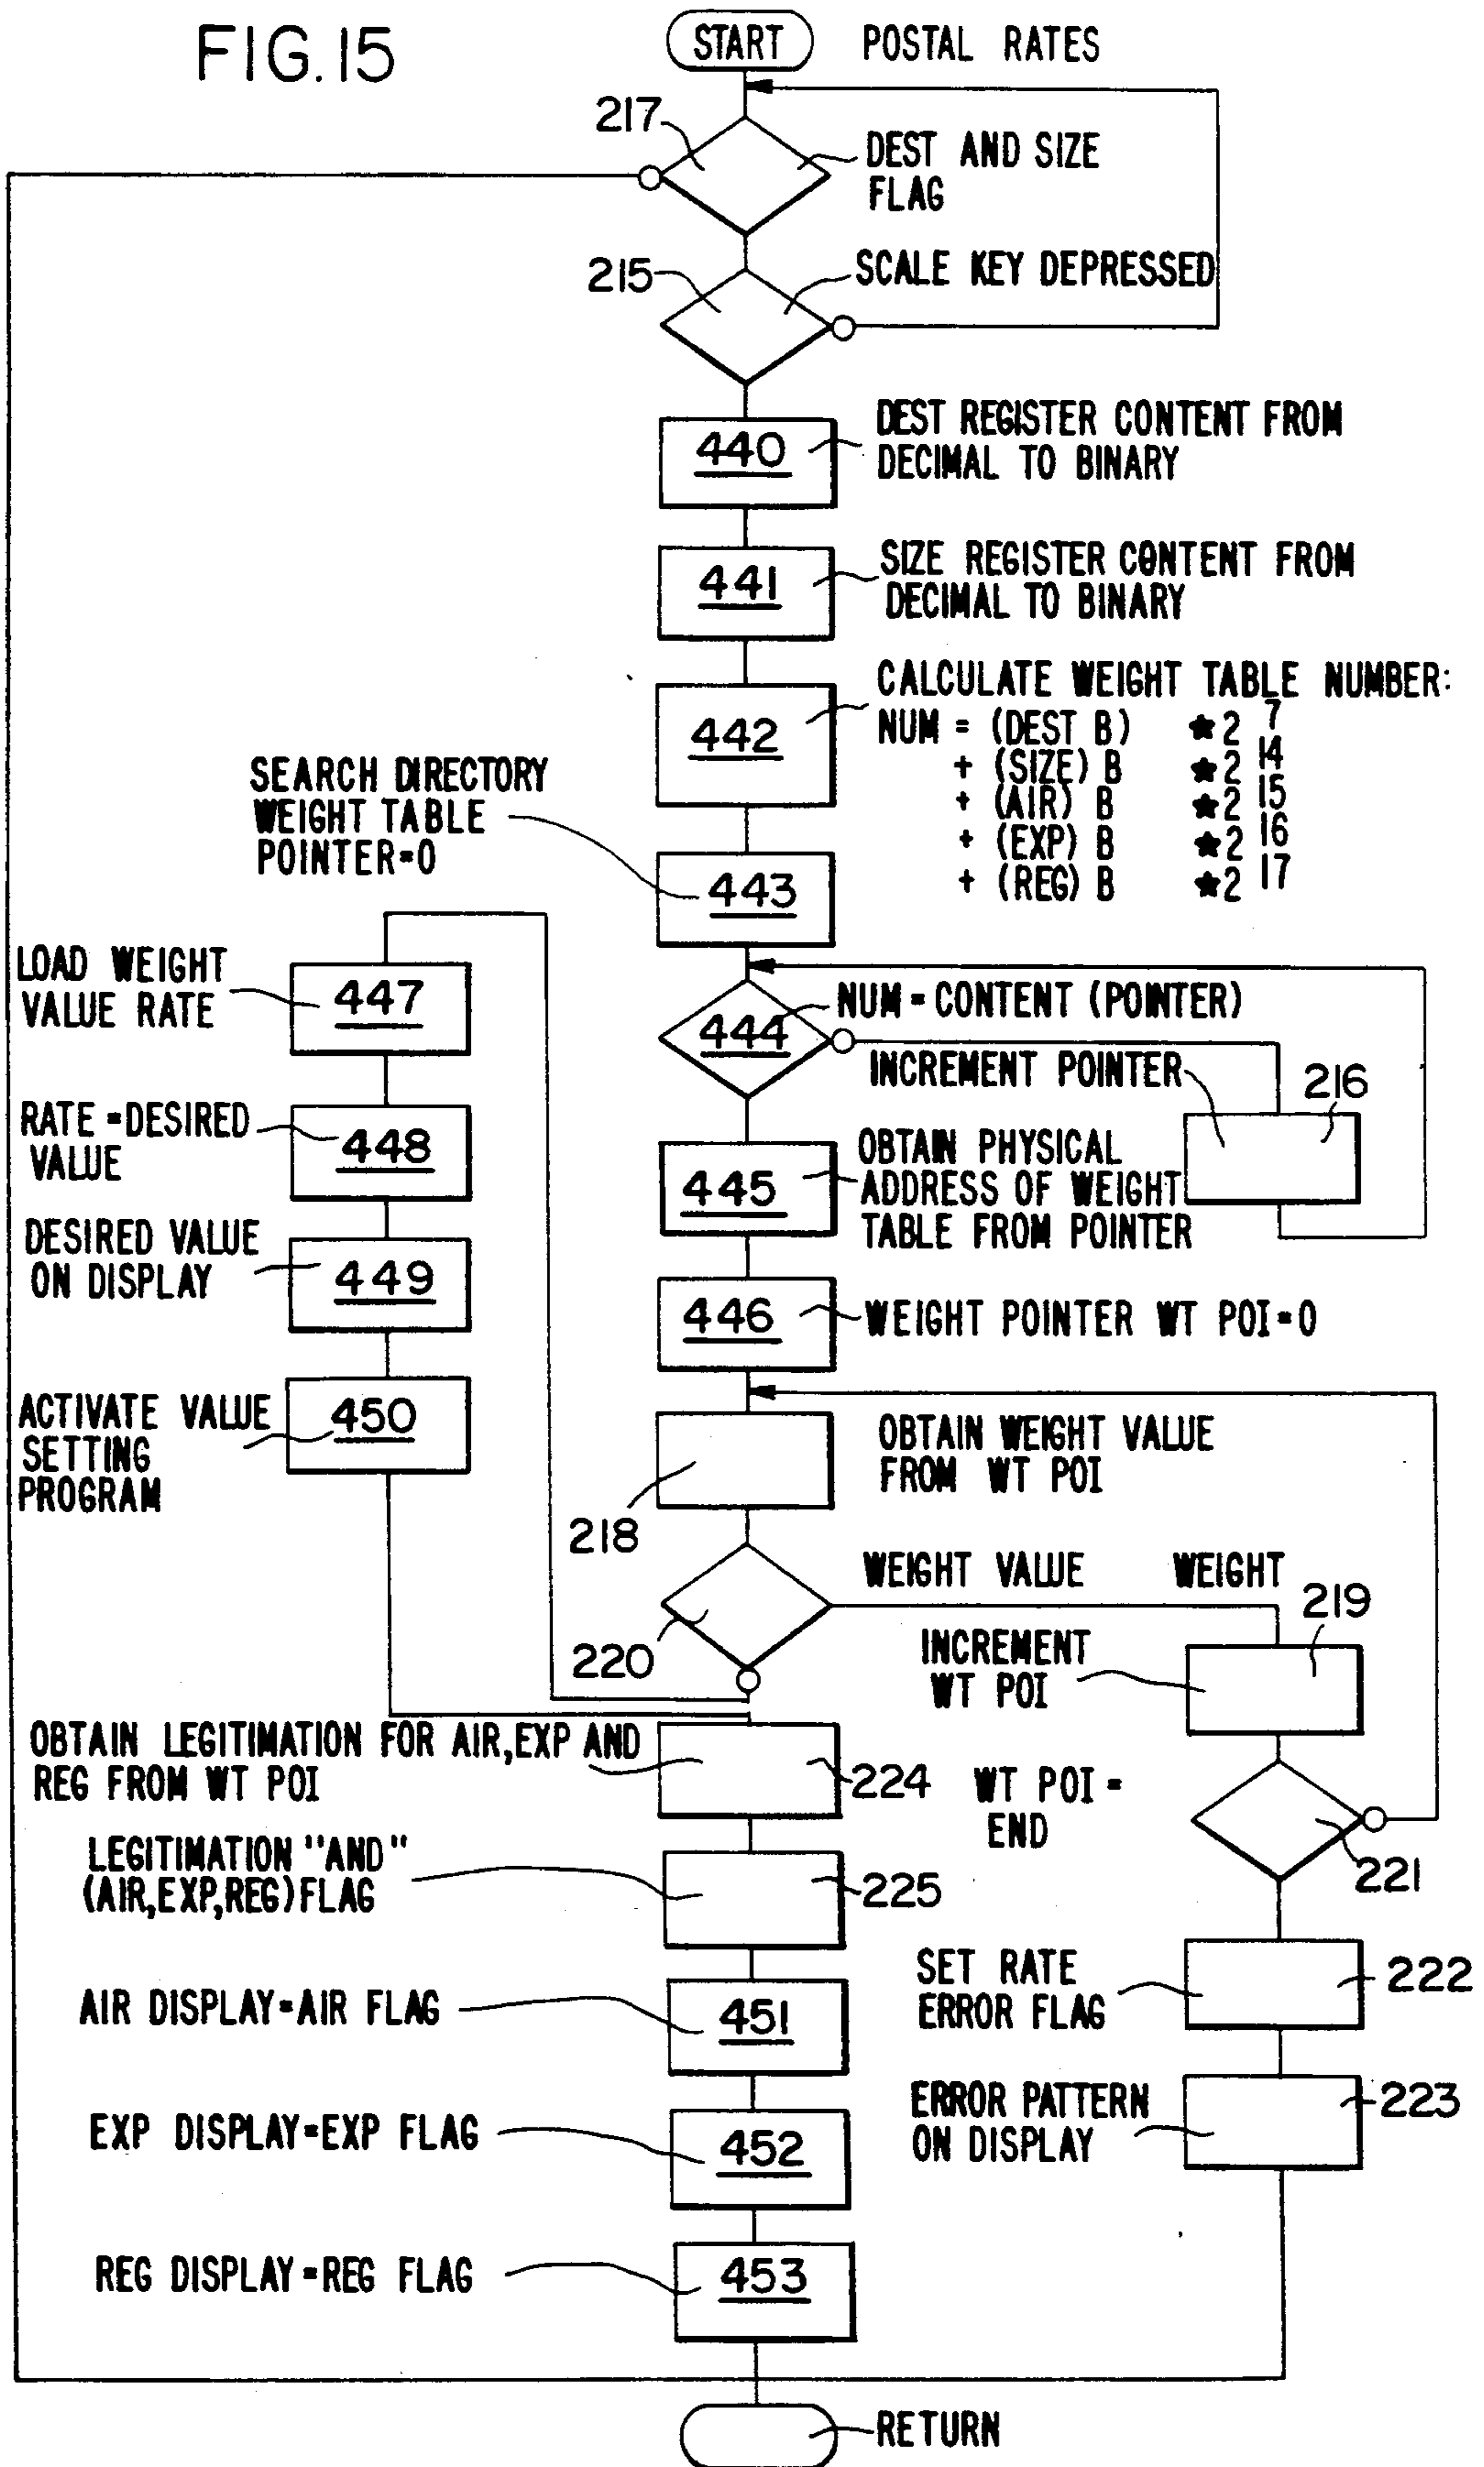 FIG. 15
START
POSTAL RATES
217
DEST AND SIZE
FLAG
215
SCALE KEY DEPRESSED
440
DEST REGISTER CONTENT FROM
DECIMAL TO BINARY
441
SIZE REGISTER CONTENT FROM
DECIMAL TO BINARY
442
CALCULATE WEIGHT TABLE NUMBER:
NUM = (DEST B) ★2 7
+ (SIZE) B ★2 14
+ (AIR) B ★2 15
+ (EXP) B ★2 16
+ (REG) B ★2 17
SEARCH DIRECTORY
WEIGHT TABLE
POINTER=0
443
LOAD WEIGHT
VALUE RATE
447
444
NUM = CONTENT (POINTER)
INCREMENT POINTER
216
RATE =DESIRED
VALUE
448
445
OBTAIN PHYSICAL
ADDRESS OF WEIGHT
TABLE FROM POINTER
DESIRED VALUE
ON DISPLAY
449
446
WEIGHT POINTER WT POI=0
ACTIVATE VALUE
SETTING
PROGRAM
450
OBTAIN WEIGHT VALUE
FROM WT POI
218
WEIGHT VALUE WEIGHT
219
220
INCREMENT
WT POI
OBTAIN LEGITIMATION FOR AIR,EXP AND
REG FROM WT POI
224
WT POI =
END
221
LEGITIMATION "AND"
(AIR,EXP,REG) FLAG
225
SET RATE
ERROR FLAG
222
AIR DISPLAY=AIR FLAG
451
ERROR PATTERN
ON DISPLAY
223
EXP DISPLAY=EXP FLAG
452
REG DISPLAY=REG FLAG
453
RETURN